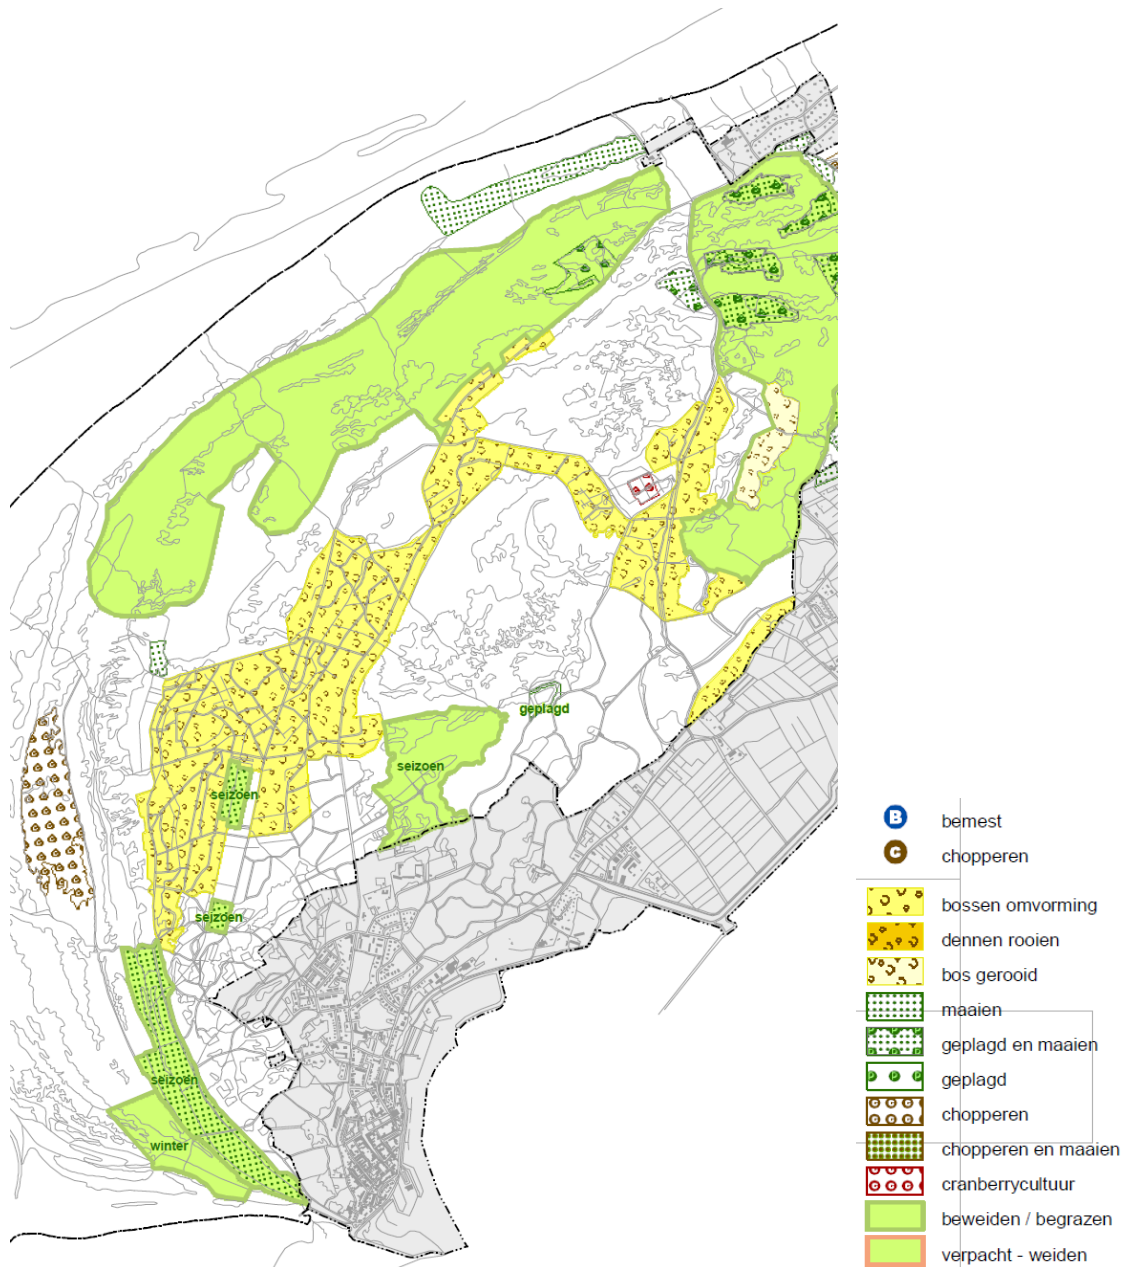 geplagd
seizoen
seizoen
seizoen
seizoen
winter
B bemest
C chopperen
bossen omvorming
dennen rooien
bos gerooid
maaien
geplagd en maaien
geplagd
chopperen
chopperen en maaien
cranberrycultuur
beweiden / begrazen
verpacht - weiden